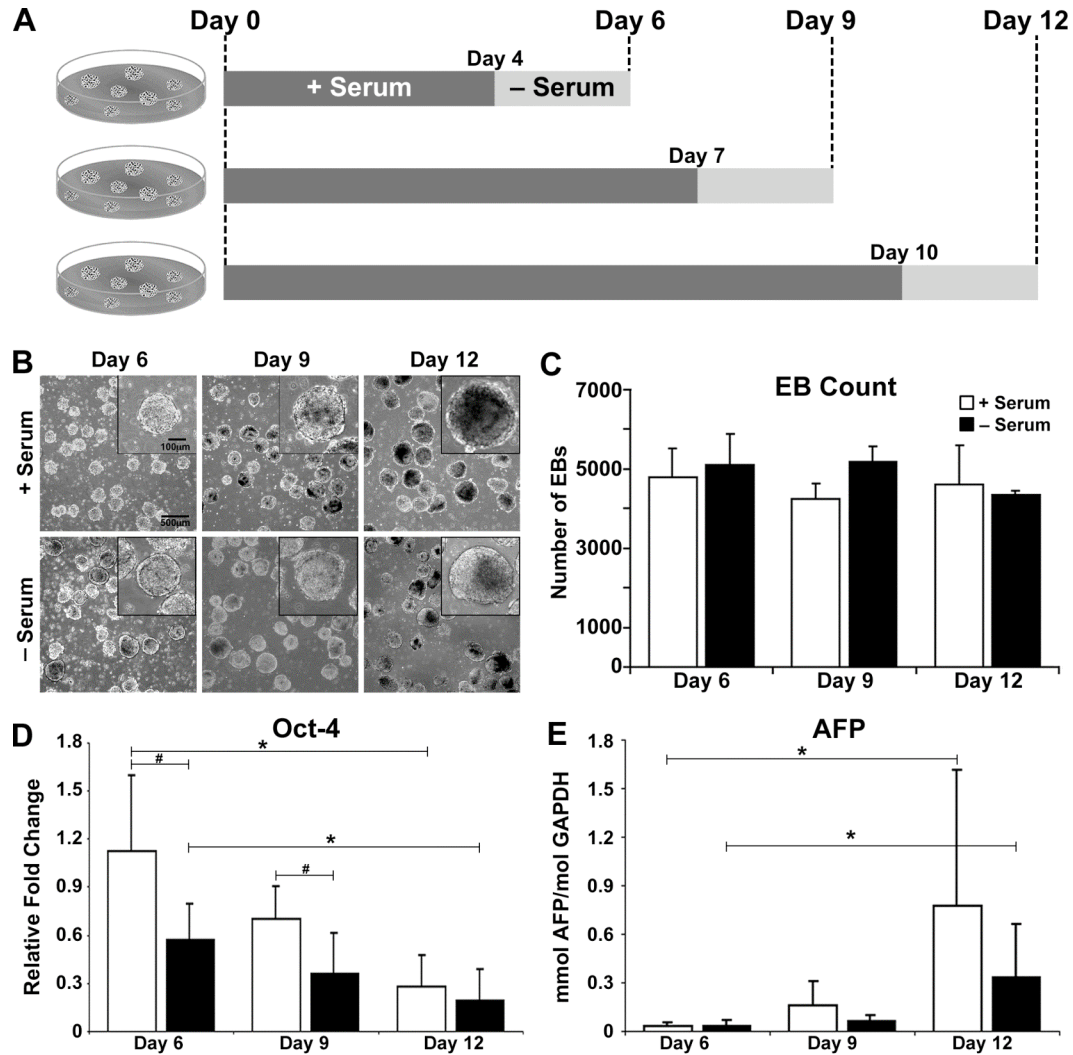 A
Day 0
Day 6
Day 9
Day 12
Day 4
+ Serum
– Serum
Day 7
Day 10
B
Day 6
Day 9
Day 12
+ Serum
100μm
500μm
– Serum
C
EB Count
+ Serum
– Serum
Number of EBs
7000
5000
3000
1000
0
Day 6
Day 9
Day 12
D
Oct-4
Relative Fold Change
1.8
1.5
1.2
0.9
0.6
0.3
0
*
#
*
#
Day 6
Day 9
Day 12
E
AFP
mmol AFP/mol GAPDH
1.8
1.5
1.2
0.9
0.6
0.3
0
*
*
Day 6
Day 9
Day 12